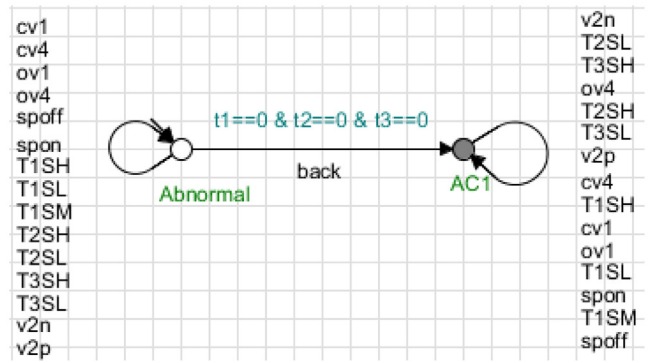 cv1
cv4
ov1
ov4
spoff
spon
T1SH
T1SL
T1SM
T2SH
T2SL
T3SH
T3SL
v2n
v2p
t1==0 & t2==0 & t3==0
back
Abnormal
AC1
v2n
T2SL
T3SH
ov4
T2SH
T3SL
v2p
cv4
T1SH
cv1
ov1
T1SL
spon
T1SM
spoff